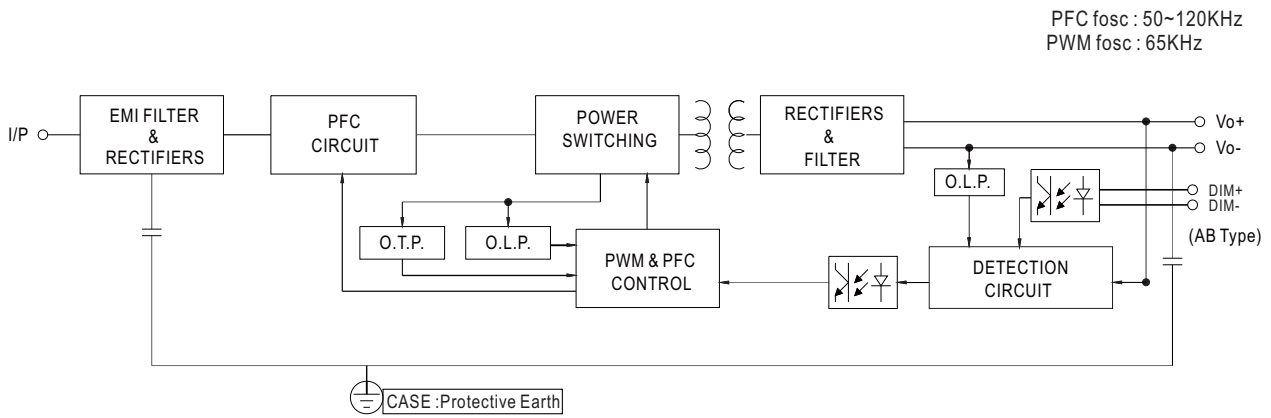 PFC fosc : 50~120KHz
PWM fosc : 65KHz
I/P
EMI FILTER
&
RECTIFIERS
PFC
CIRCUIT
POWER
SWITCHING
RECTIFIERS
&
FILTER
Vo+
Vo-
O.L.P.
DIM+
DIM-
(AB Type)
O.T.P.
O.L.P.
PWM & PFC
CONTROL
DETECTION
CIRCUIT
CASE :Protective Earth